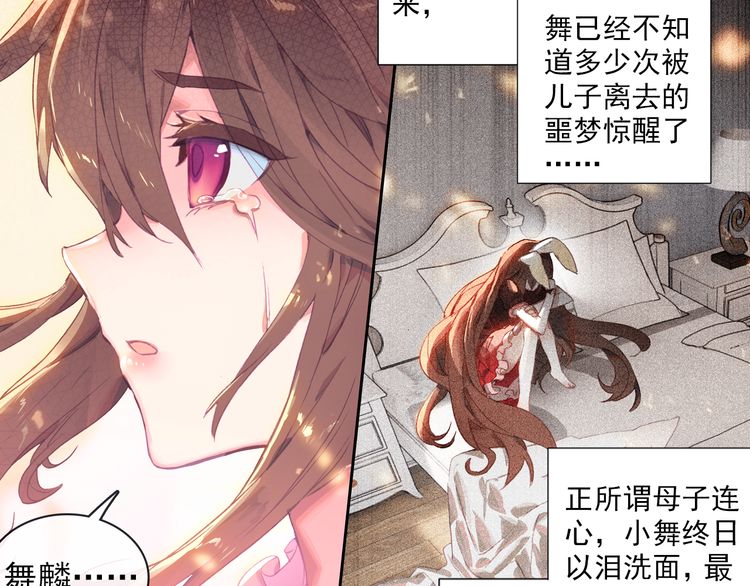 来，
舞已经不知
道多少次被
儿子离去的
噩梦惊醒了
……
正所谓母子连
心，小舞终日
以泪洗面，最
舞麟……